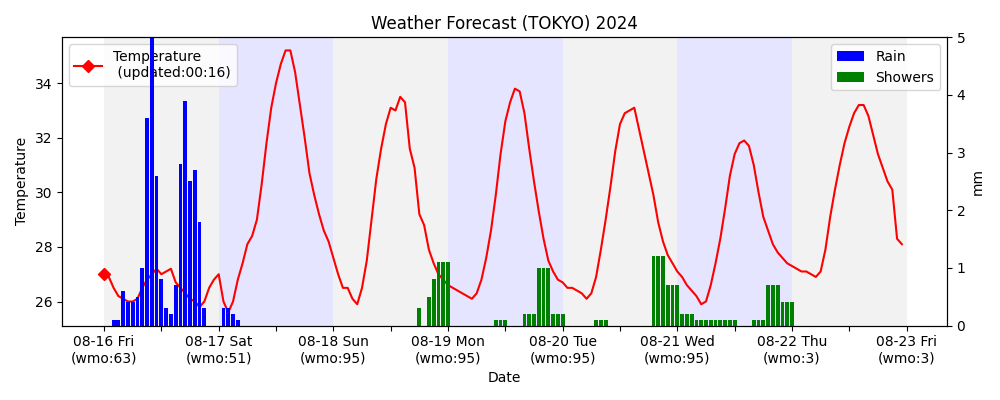 Weather Forecast (TOKYO) 2024
Temperature
(updated:00:16)
Rain
Showers
34
32
30
28
26
Temperature
5
4
3
2
1
0
mm
08-16 Fri
(wmo:63)
08-17 Sat
(wmo:51)
08-18 Sun
(wmo:95)
08-19 Mon
(wmo:95)
08-20 Tue
(wmo:95)
08-21 Wed
(wmo:95)
08-22 Thu
(wmo:3)
08-23 Fri
(wmo:3)
Date